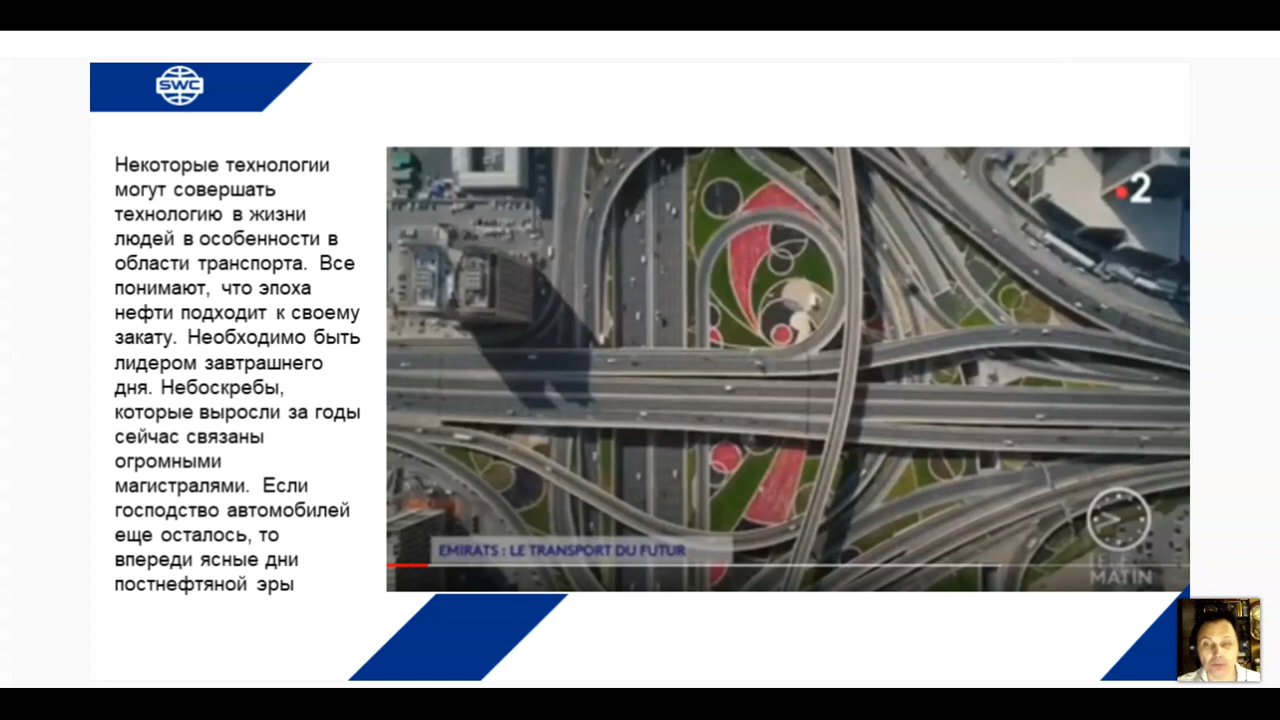 SWC
Некоторые технологии
могут совершать
технологию в жизни
людей в особенности в
области транспорта. Все
понимают, что эпоха
нефти подходит к своему
закату. Необходимо быть
лидером завтрашнего
дня. Небоскребы,
которые выросли за годы
сейчас связаны
огромными
магистралями. Если
господство автомобилей
еще осталось, то
впереди ясные дни
постнефтяной эры
2
EMIRATS : LE TRANSPORT DU FUTUR
TÉLÉ
MATIN